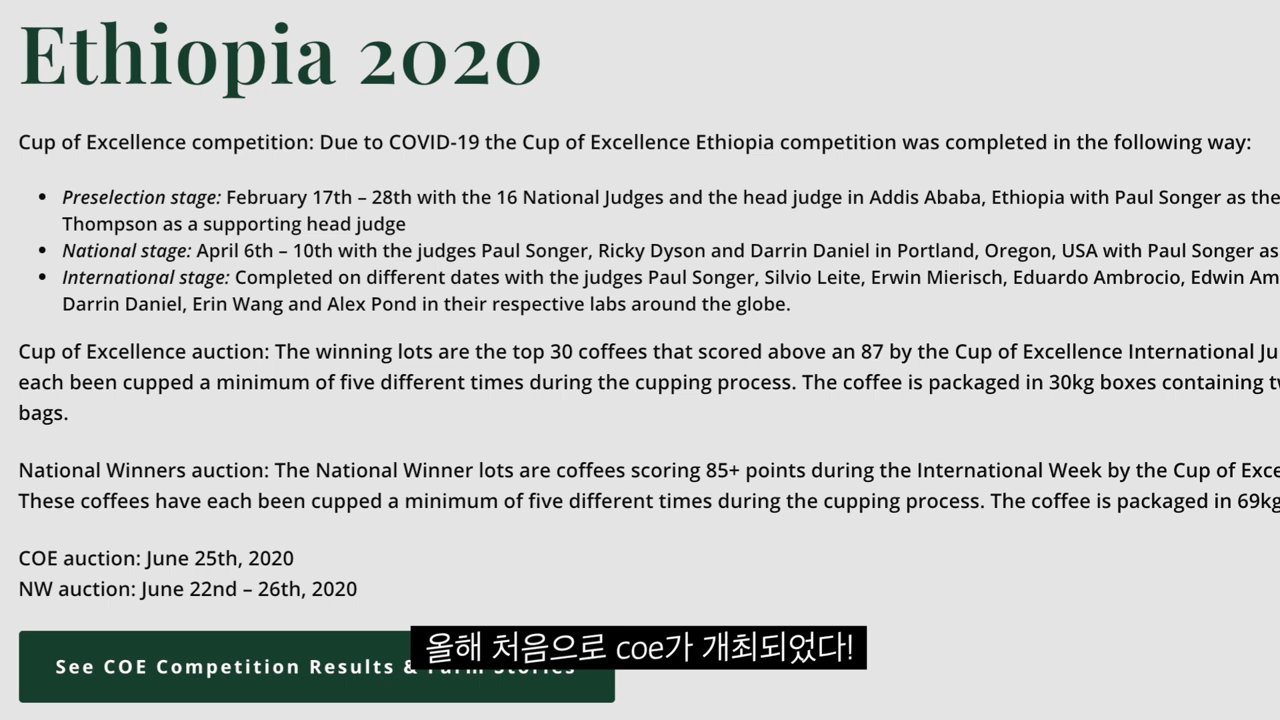 Ethiopia 2020
Cup of Excellence competition: Due to COVID-19 the Cup of Excellence Ethiopia competition was completed in the following way:
• Preselection stage: February 17th – 28th with the 16 National Judges and the head judge in Addis Ababa, Ethiopia with Paul Songer as the
Thompson as a supporting head judge
• National stage: April 6th – 10th with the judges Paul Songer, Ricky Dyson and Darrin Daniel in Portland, Oregon, USA with Paul Songer as
• International stage: Completed on different dates with the judges Paul Songer, Silvio Leite, Erwin Mierisch, Eduardo Ambrocio, Edwin Am
Darrin Daniel, Erin Wang and Alex Pond in their respective labs around the globe.
Cup of Excellence auction: The winning lots are the top 30 coffees that scored above an 87 by the Cup of Excellence International Ju
each been cupped a minimum of five different times during the cupping process. The coffee is packaged in 30kg boxes containing tw
bags.
National Winners auction: The National Winner lots are coffees scoring 85+ points during the International Week by the Cup of Exce
These coffees have each been cupped a minimum of five different times during the cupping process. The coffee is packaged in 69kg
COE auction: June 25th, 2020
NW auction: June 22nd – 26th, 2020
See COE Competition Results & Farm Stories
올해 처음으로 coe가 개최되었다!